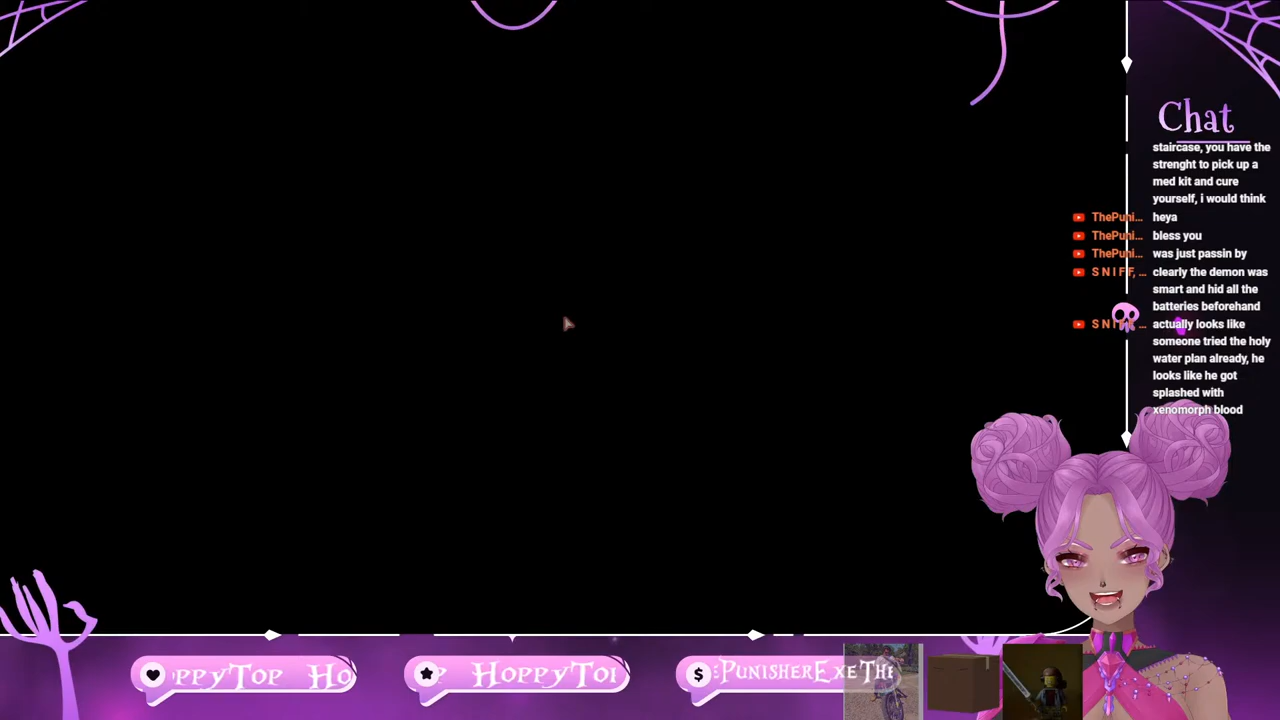 Chat
staircase, you have the
strenght to pick up a
med kit and cure
yourself, i would think
ThePuni... heya
ThePuni... bless you
ThePuni... was just passin by
S N I F F, ... clearly the demon was
smart and hid all the
batteries beforehand
S N I F F, ... actually looks like
someone tried the holy
water plan already, he
looks like he got
splashed with
xenomorph blood
ppyTop Ho
HoppyTo
PunisherExeThe